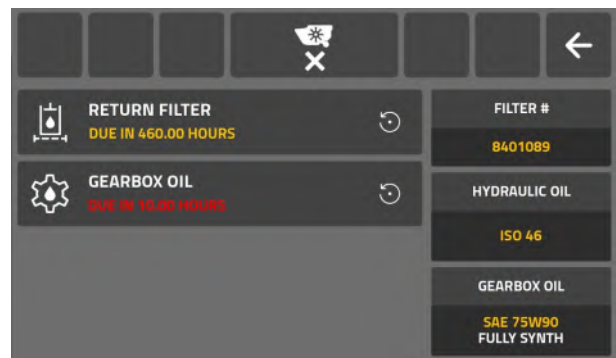 RETURN FILTER
DUE IN 460.00 HOURS
GEARBOX OIL
DUE IN 10.00 HOURS
FILTER #
8401089
HYDRAULIC OIL
ISO 46
GEARBOX OIL
SAE 75W90
FULLY SYNTH